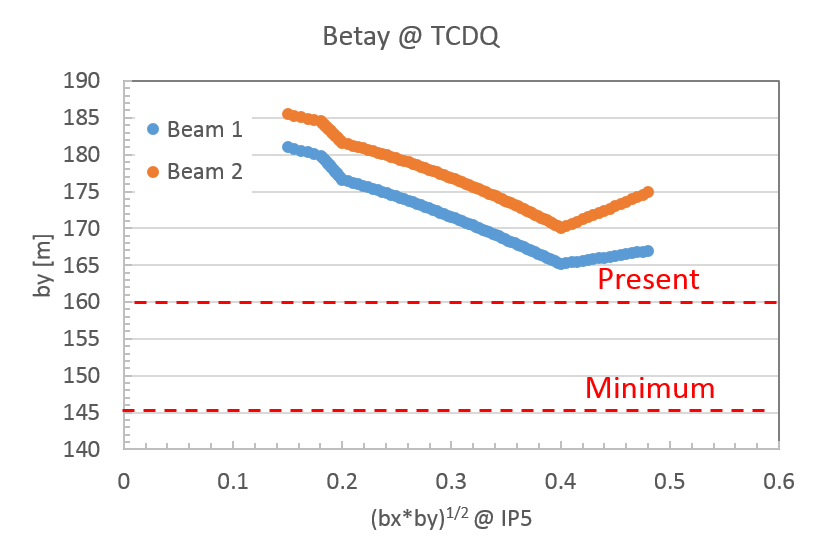 Betay @ TCDQ
190
185
180
175
170
165
160
155
150
145
140
by [m]
Beam 1
Beam 2
Present
Minimum
0 0.1 0.2 0.3 0.4 0.5 0.6
(bx*by)1/2 @ IP5